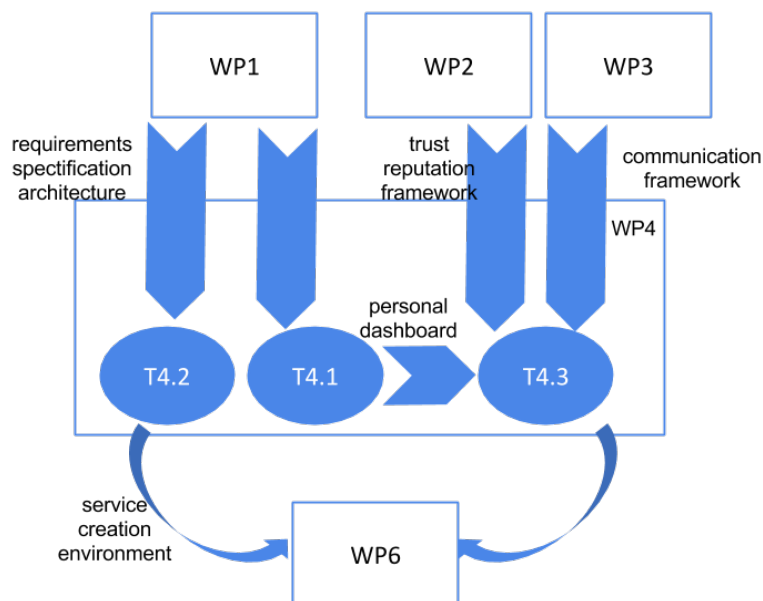 WP1
WP2
WP3
requirements
spectification
architecture
trust
reputation
framework
communication
framework
WP4
personal
dashboard
T4.2
T4.1
T4.3
service
creation
environment
WP6